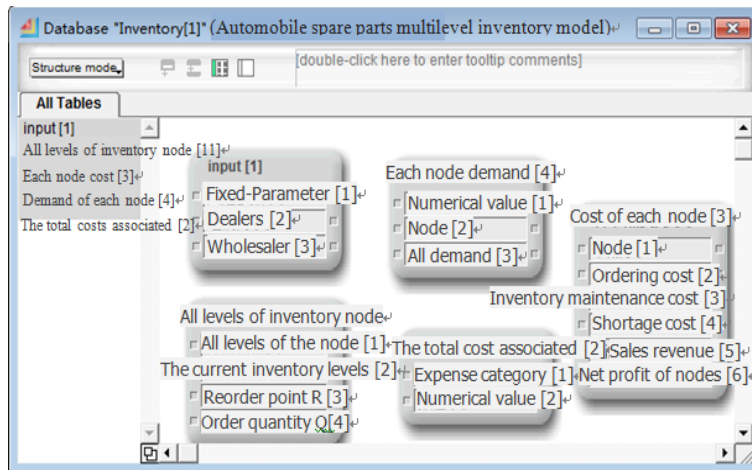 Database "Inventory[1]" (Automobile spare parts multilevel inventory model)
Structure mode
[double-click here to enter tooltip comments]
All Tables
input [1]
All levels of inventory node [11]
Each node cost [3]
Demand of each node [4]
The total costs associated [2]
input [1]
Fixed-Parameter [1]
Dealers [2]
Wholesaler [3]
Each node demand [4]
Numerical value [1]
Node [2]
All demand [3]
Cost of each node [3]
Node [1]
Ordering cost [2]
Inventory maintenance cost [3]
Shortage cost [4]
Sales revenue [5]
Net profit of nodes [6]
All levels of inventory node
All levels of the node [1]
The current inventory levels [2]
Reorder point R [3]
Order quantity Q[4]
The total cost associated [2]
Expense category [1]
Numerical value [2]